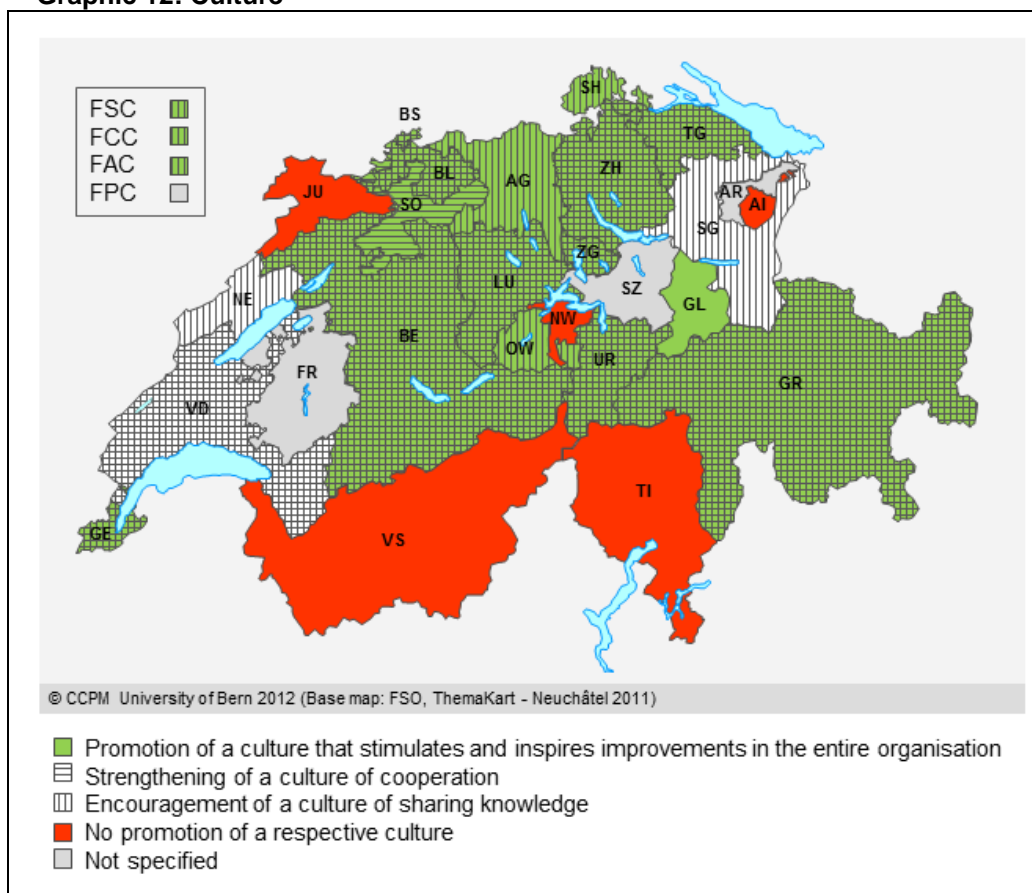 Graphic 12: Culture
FSC
FCC
FAC
FPC
SH
BS
TG
ZH
BL
AG
JU
SO
AR
AI
SG
ZG
NE
LU
SZ
GL
NW
BE
OW
UR
FR
GR
VD
TI
GE
VS
© CCPM University of Bern 2012 (Base map: FSO, ThemaKart - Neuchâtel 2011)
Promotion of a culture that stimulates and inspires improvements in the entire organisation
Strengthening of a culture of cooperation
Encouragement of a culture of sharing knowledge
No promotion of a respective culture
Not specified